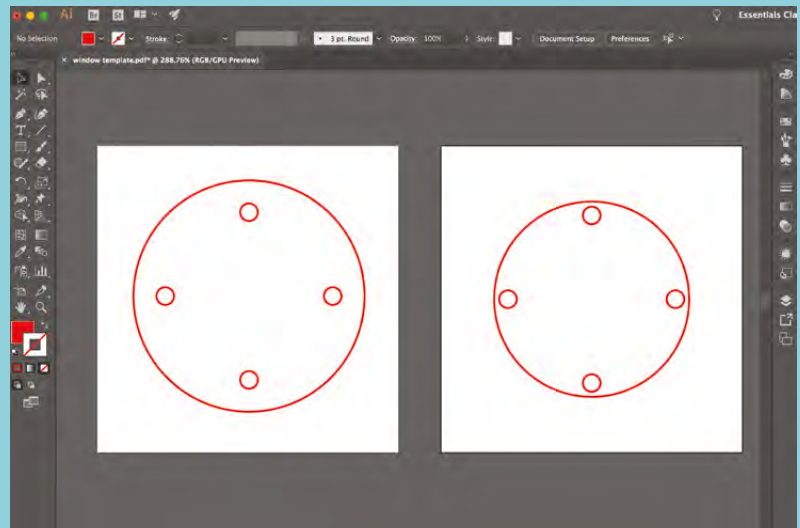 Ai Br St Essentials Cla
No Selection Stroke: 3 pt. Round Opacity: 100% Style: Document Setup Preferences
× window template.pdf* @ 288.76% (RGB/GPU Preview)